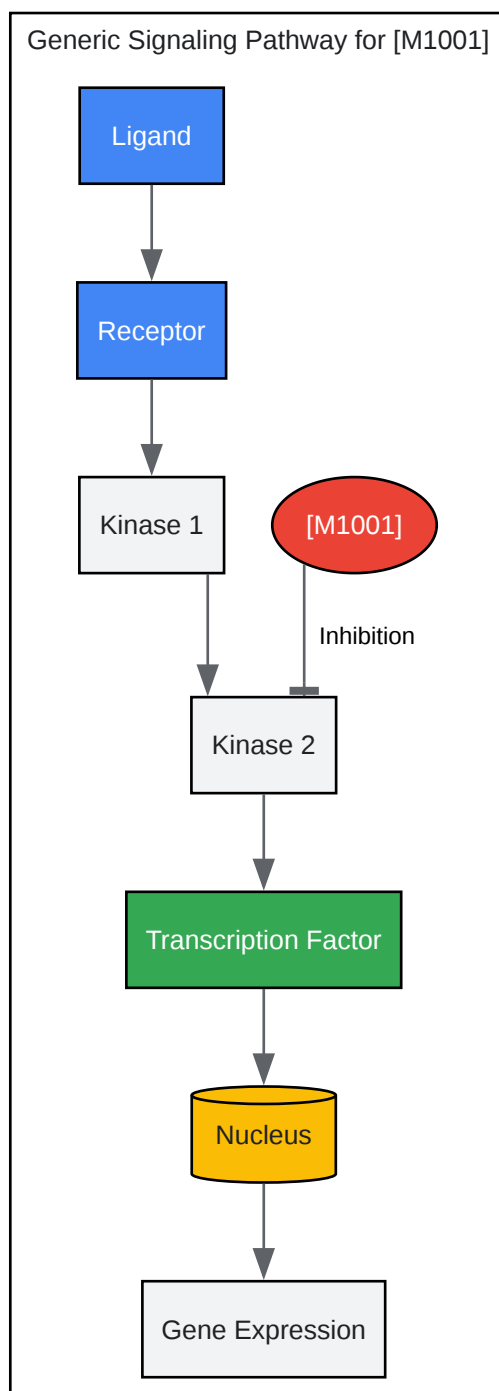 Generic Signaling Pathway for [M1001]
Ligand
Receptor
Kinase 1
[M1001]
Inhibition
Kinase 2
Transcription Factor
Nucleus
Gene Expression